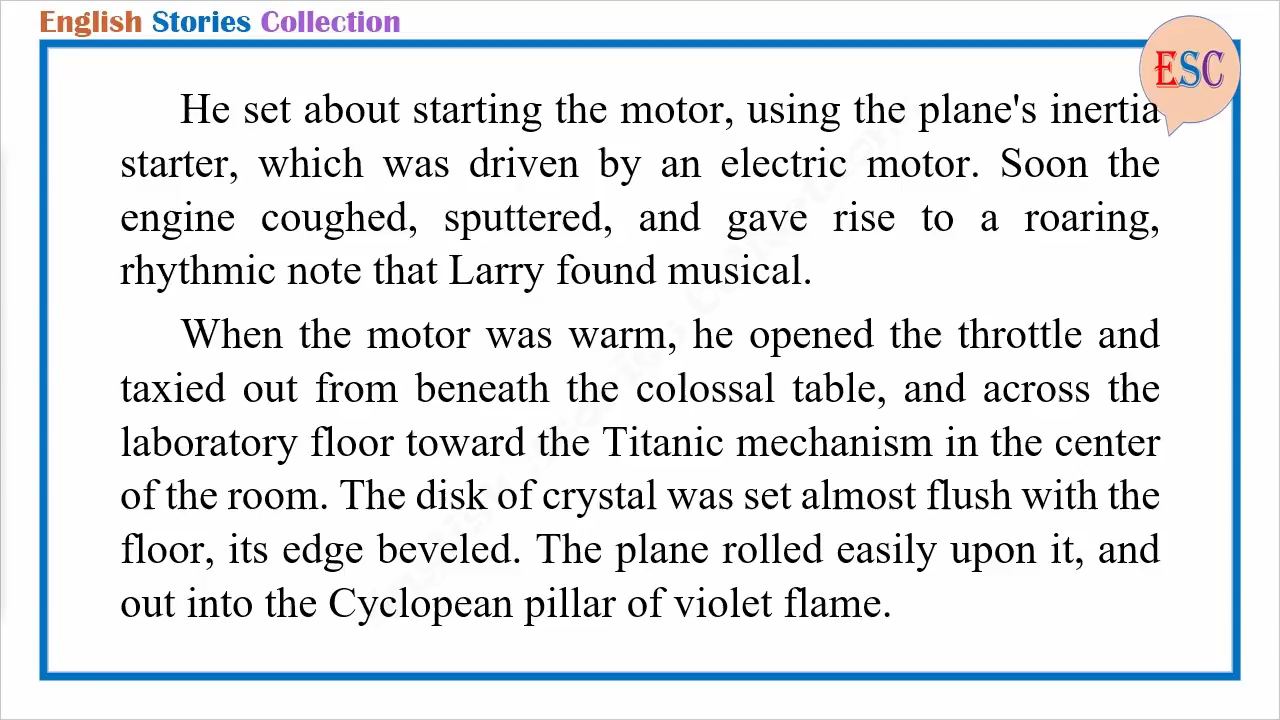 English Stories Collection
ESC
He set about starting the motor, using the plane's inertia
starter, which was driven by an electric motor. Soon the
engine coughed, sputtered, and gave rise to a roaring,
rhythmic note that Larry found musical.
When the motor was warm, he opened the throttle and
taxied out from beneath the colossal table, and across the
laboratory floor toward the Titanic mechanism in the center
of the room. The disk of crystal was set almost flush with the
floor, its edge beveled. The plane rolled easily upon it, and
out into the Cyclopean pillar of violet flame.